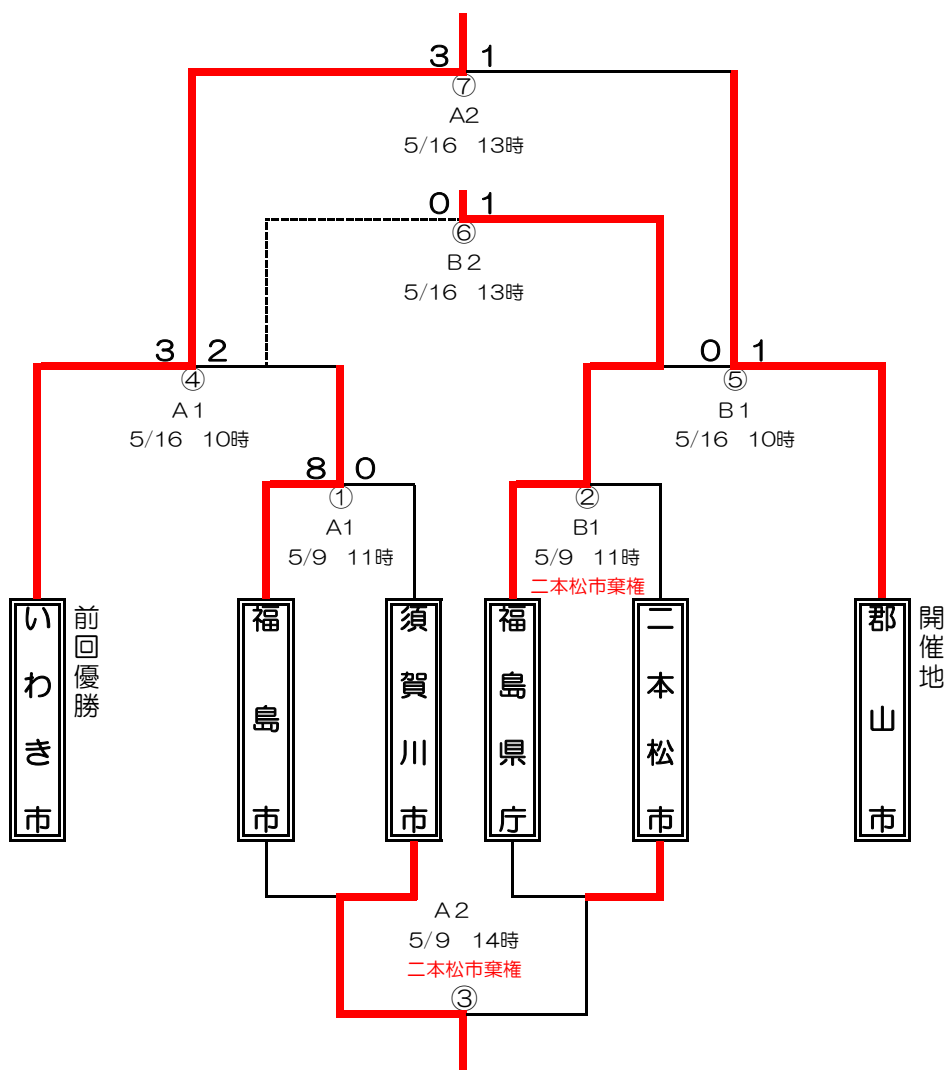 3 1
⑦
A2
5/16 13時
0 1
⑥
B2
5/16 13時
3 2
④
A1
5/16 10時
0 1
⑤
B1
5/16 10時
8 0
①
A1
5/9 11時
②
B1
5/9 11時
二本松市棄権
いわき市
前回優勝
福島市
須賀川市
福島県庁
二本松市
郡山市
開催地
A2
5/9 14時
二本松市棄権
③